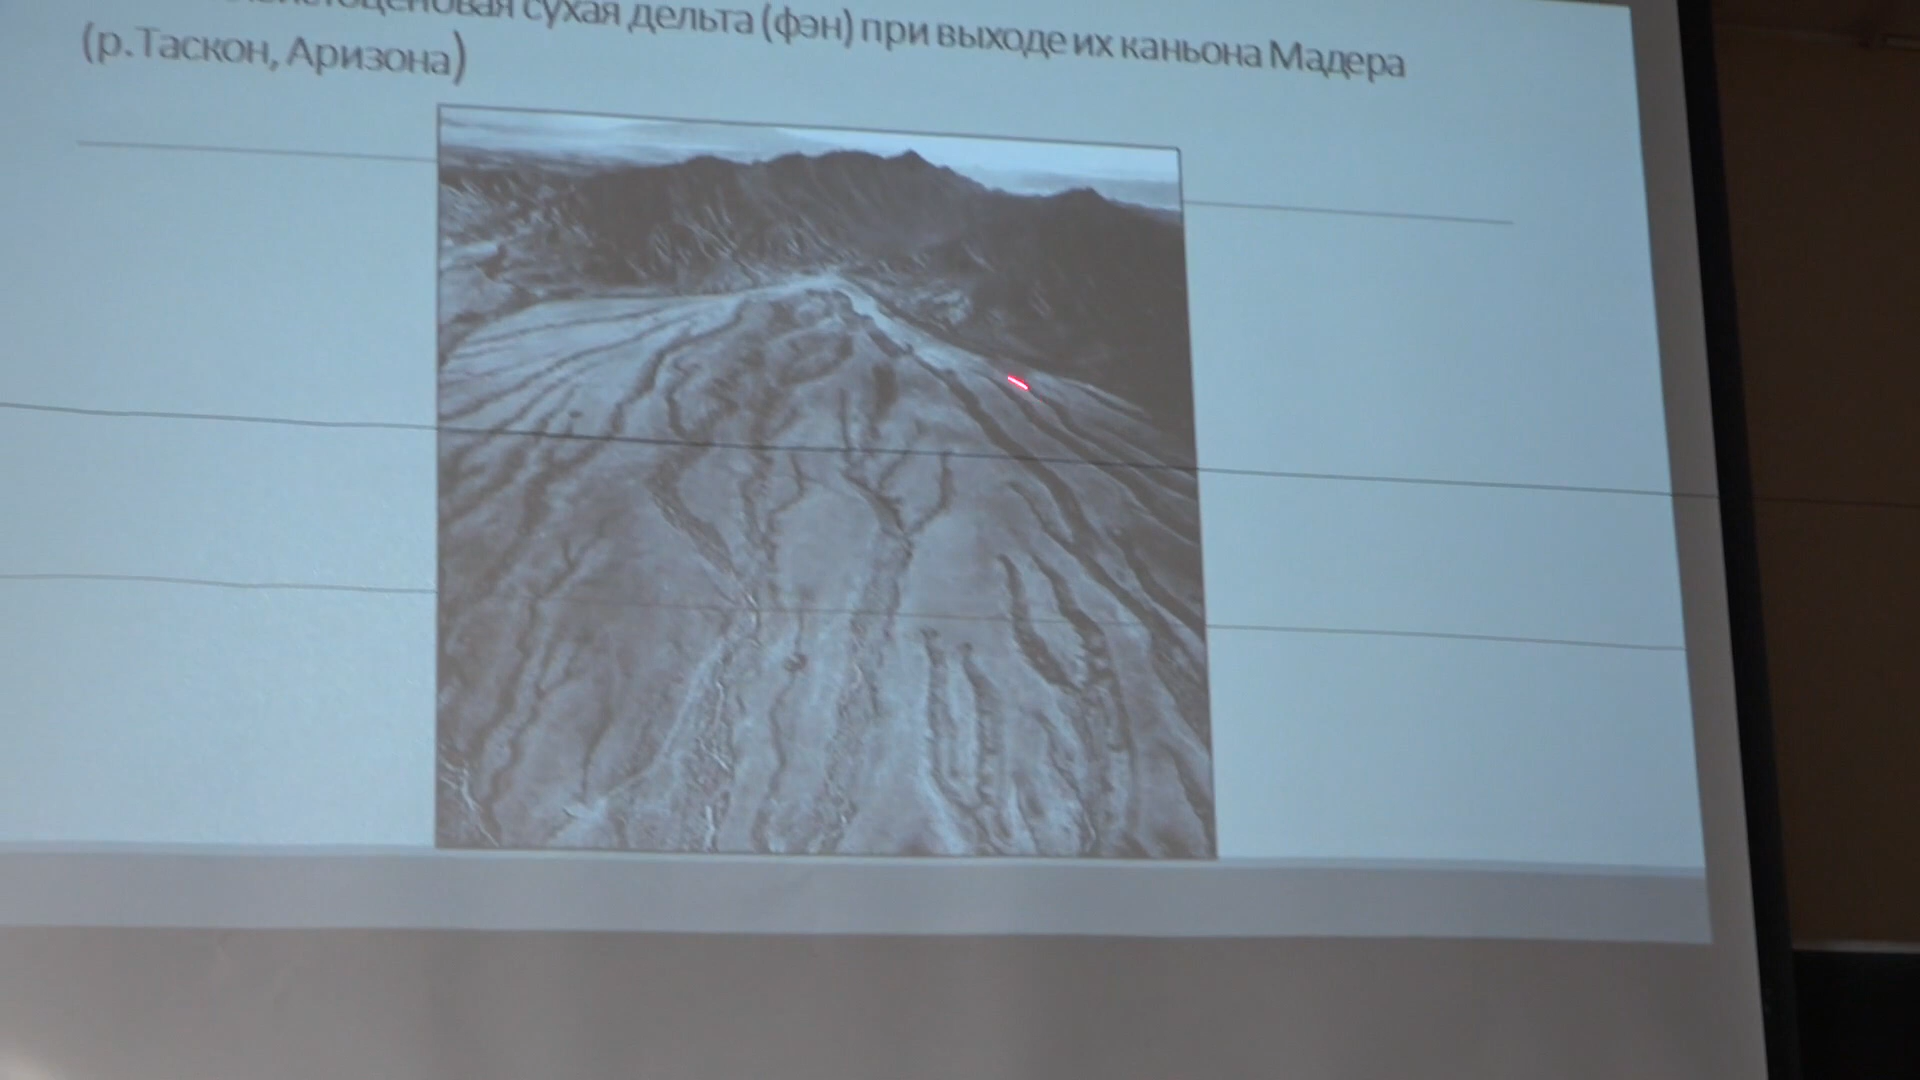 сухая дельта (фэн) при выходе их каньона Мадера
(р.Таскон, Аризона)